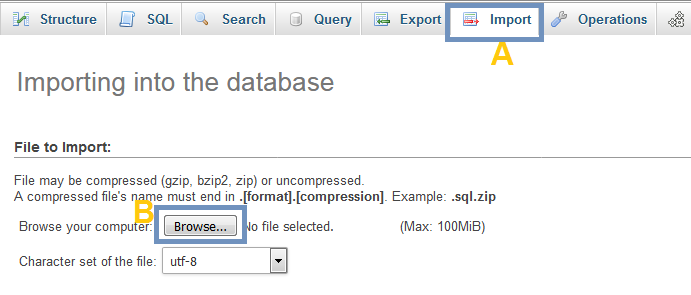 Structure SQL Search Query Export Import Operations
A
Importing into the database
File to Import:
File may be compressed (gzip, bzip2, zip) or uncompressed.
A compressed file's name must end in .[format].[compression]. Example: .sql.zip
B
Browse your computer: Browse... No file selected. (Max: 100MiB)
Character set of the file: utf-8